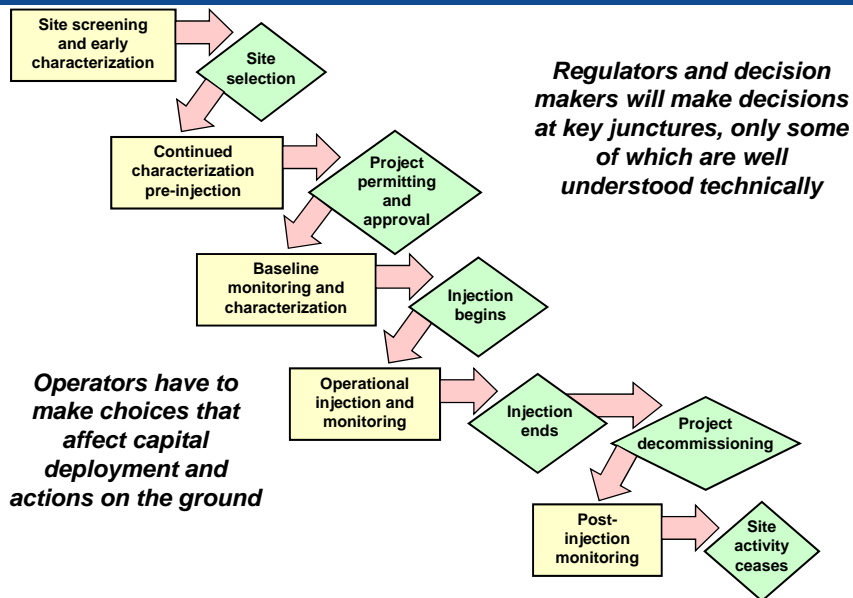 Site screening
and early
characterization
Site
selection
Regulators and decision
makers will make decisions
at key junctures, only some
of which are well
understood technically
Continued
characterization
pre-injection
Project
permitting
and
approval
Baseline
monitoring and
characterization
Injection
begins
Operators have to
make choices that
affect capital
deployment and
actions on the ground
Operational
injection and
monitoring
Injection
ends
Project
decommissioning
Post-
injection
monitoring
Site
activity
ceases